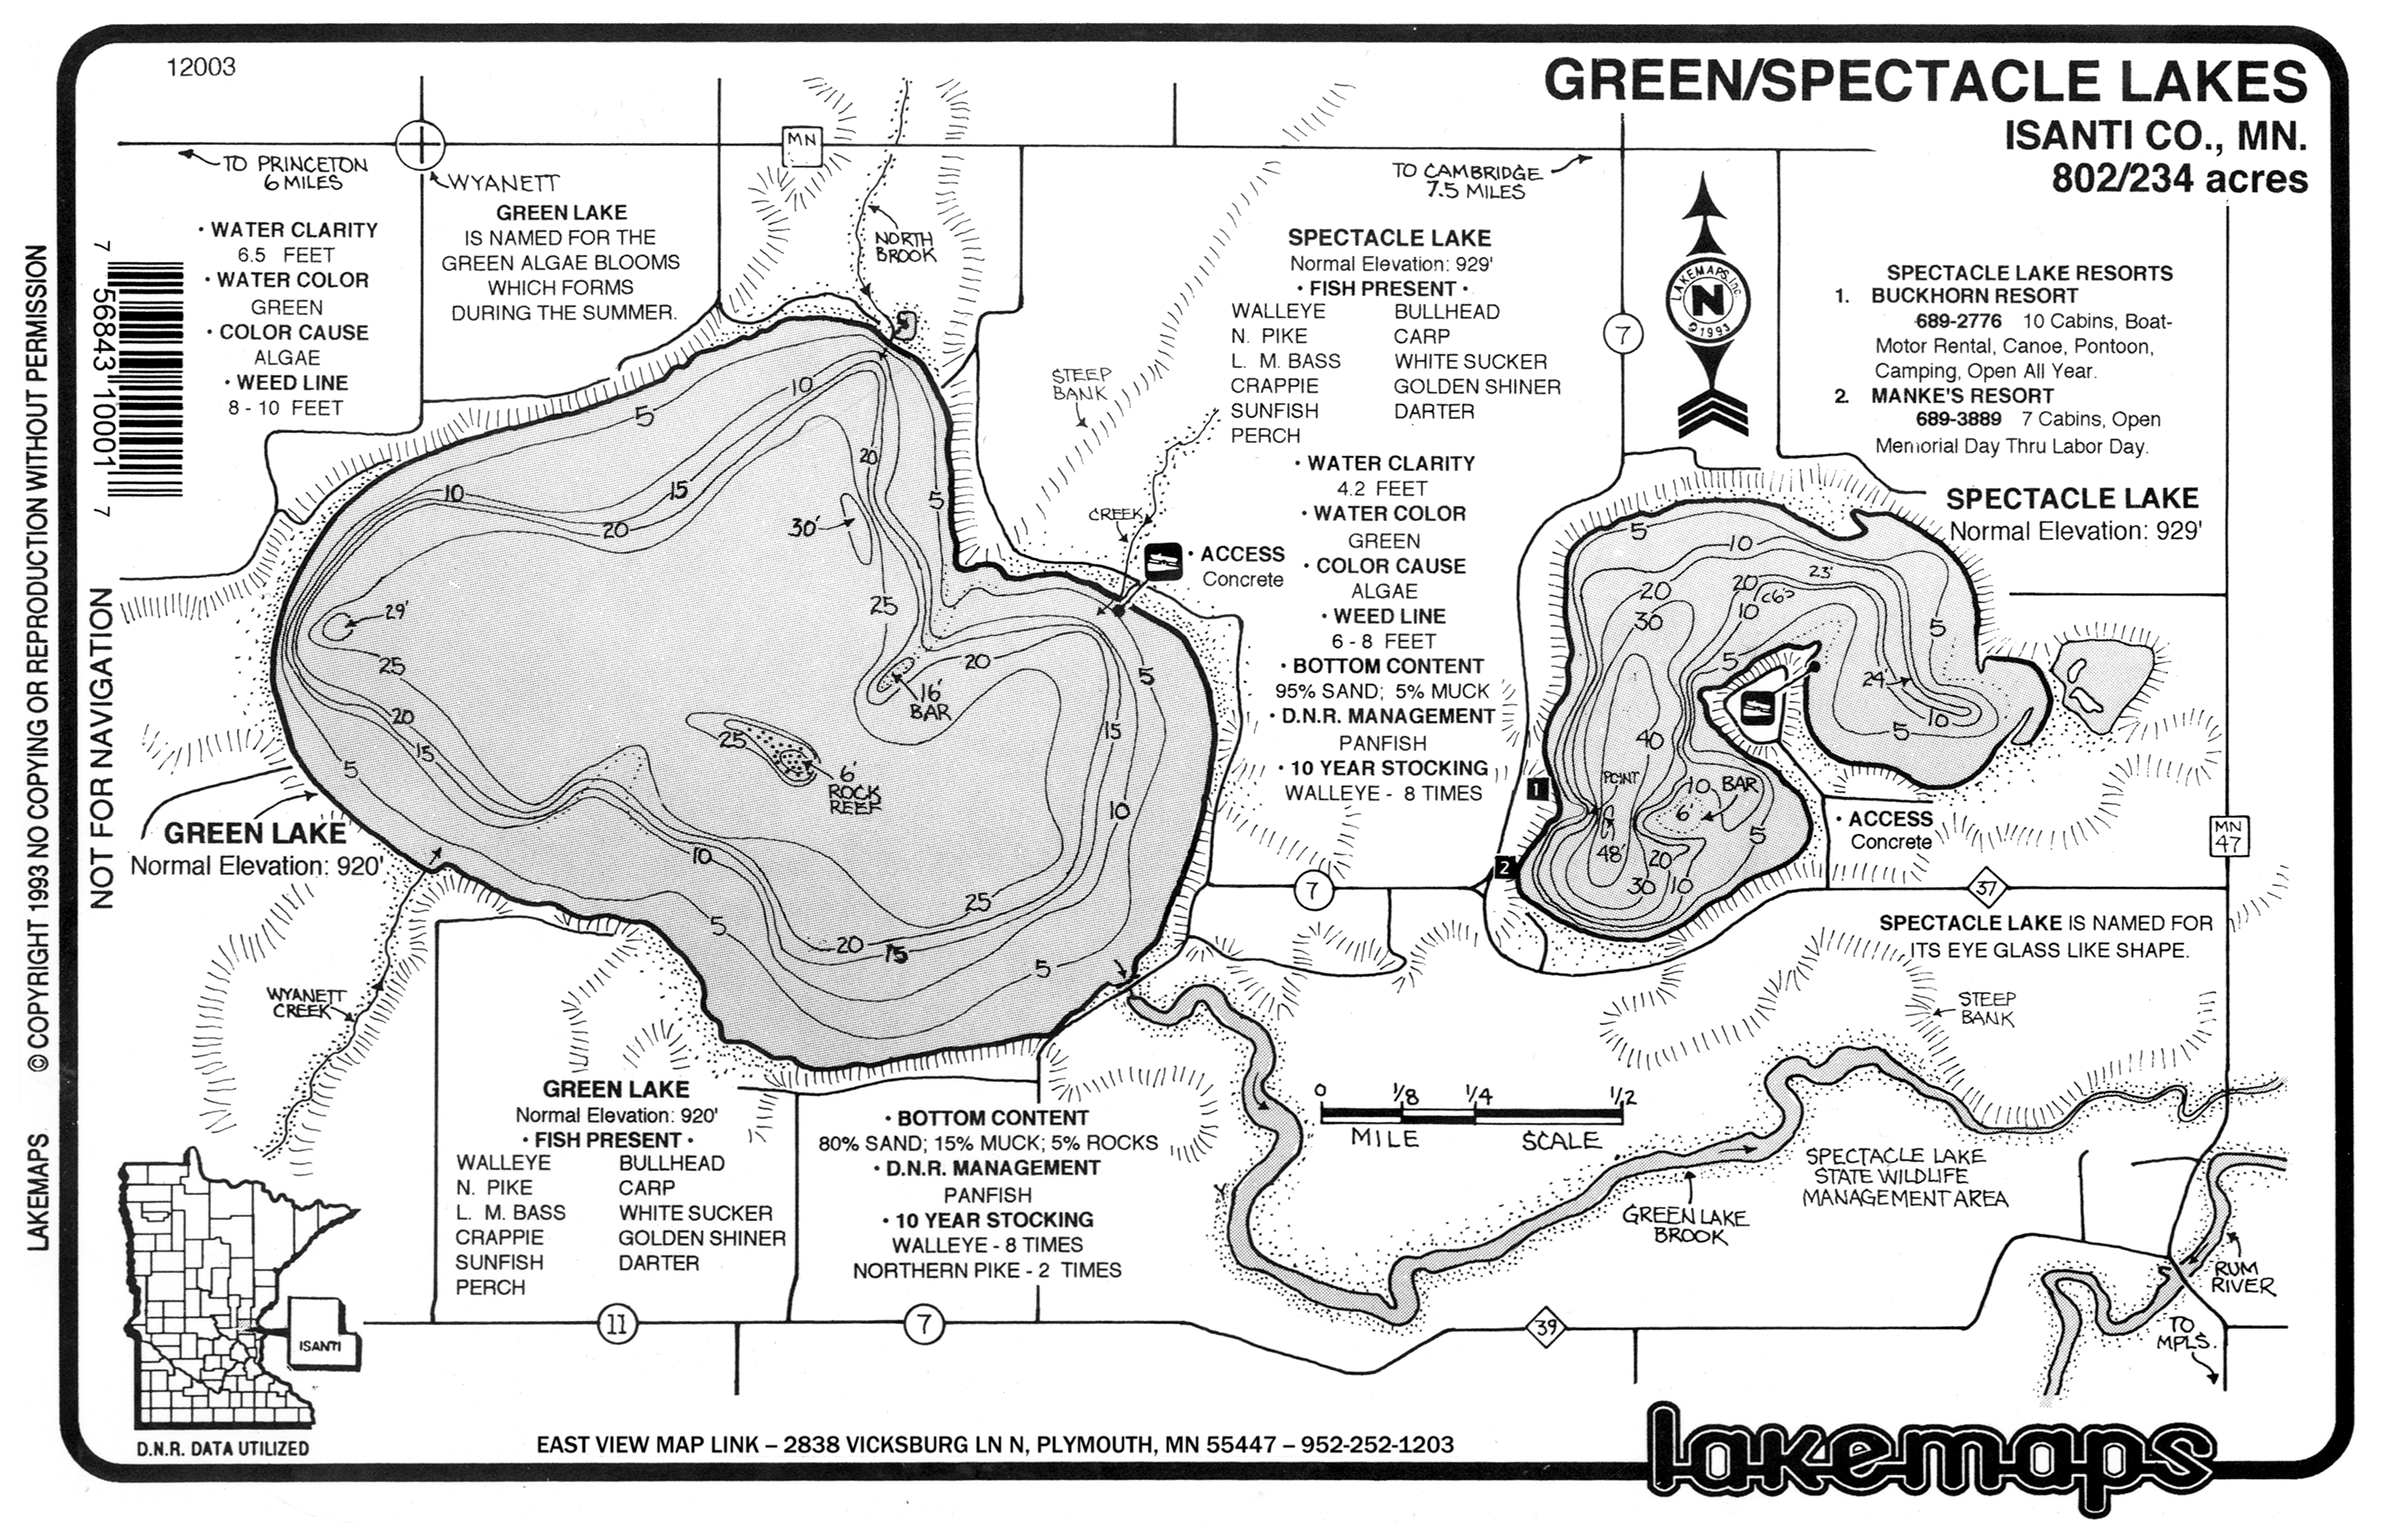 12003
GREEN/SPECTACLE LAKES
ISANTI CO., MN.
802/234 acres
MN
TO PRINCETON
6 MILES
WYANETT
TO CAMBRIDGE
7.5 MILES
• WATER CLARITY
6.5 FEET
• WATER COLOR
GREEN
• COLOR CAUSE
ALGAE
• WEED LINE
8 - 10 FEET
GREEN LAKE
IS NAMED FOR THE
GREEN ALGAE BLOOMS
WHICH FORMS
DURING THE SUMMER.
NORTH
BROOK
SPECTACLE LAKE
Normal Elevation: 929'
• FISH PRESENT •
WALLEYE BULLHEAD
N. PIKE CARP
L. M. BASS WHITE SUCKER
CRAPPIE GOLDEN SHINER
SUNFISH DARTER
PERCH
• WATER CLARITY
4.2 FEET
• WATER COLOR
GREEN
• COLOR CAUSE
ALGAE
• WEED LINE
6 - 8 FEET
• BOTTOM CONTENT
95% SAND; 5% MUCK
• D.N.R. MANAGEMENT
PANFISH
• 10 YEAR STOCKING
WALLEYE - 8 TIMES
7
LAKEMAPS, Inc.
N
©1993
SPECTACLE LAKE RESORTS
1. BUCKHORN RESORT
689-2776 10 Cabins, Boat-
Motor Rental, Canoe, Pontoon,
Camping, Open All Year.
2. MANKE'S RESORT
689-3889 7 Cabins, Open
Memorial Day Thru Labor Day.
SPECTACLE LAKE
Normal Elevation: 929'
7 56843 10001 7
NOT FOR NAVIGATION
LAKEMAPS © COPYRIGHT 1993 NO COPYING OR REPRODUCTION WITHOUT PERMISSION
STEEP
BANK
CREEK
• ACCESS
Concrete
5
10
10
15
20
20
30'
5
29'
25
25
20
15
5
16'
BAR
20
5
15
25
6'
ROCK
REEF
10
10
25
5
20
15
5
GREEN LAKE
Normal Elevation: 920'
WYANETT
CREEK
5
10
20
30
20
23'
10
5
5
24'
10
5
40
POINT
10
BAR
6'
5
48'
20
30
10
1
2
• ACCESS
Concrete
MN
47
7
37
SPECTACLE LAKE IS NAMED FOR
ITS EYE GLASS LIKE SHAPE.
STEEP
BANK
GREEN LAKE
Normal Elevation: 920'
• FISH PRESENT •
WALLEYE BULLHEAD
N. PIKE CARP
L. M. BASS WHITE SUCKER
CRAPPIE GOLDEN SHINER
SUNFISH DARTER
PERCH
• BOTTOM CONTENT
80% SAND; 15% MUCK; 5% ROCKS
• D.N.R. MANAGEMENT
PANFISH
• 10 YEAR STOCKING
WALLEYE - 8 TIMES
NORTHERN PIKE - 2 TIMES
0 1/8 1/4 1/2
MILE SCALE
GREEN LAKE
BROOK
SPECTACLE LAKE
STATE WILDLIFE
MANAGEMENT AREA
RUM
RIVER
TO
MPLS.
11
7
39
ISANTI
D.N.R. DATA UTILIZED
EAST VIEW MAP LINK – 2838 VICKSBURG LN N, PLYMOUTH, MN 55447 – 952-252-1203
lakemaps